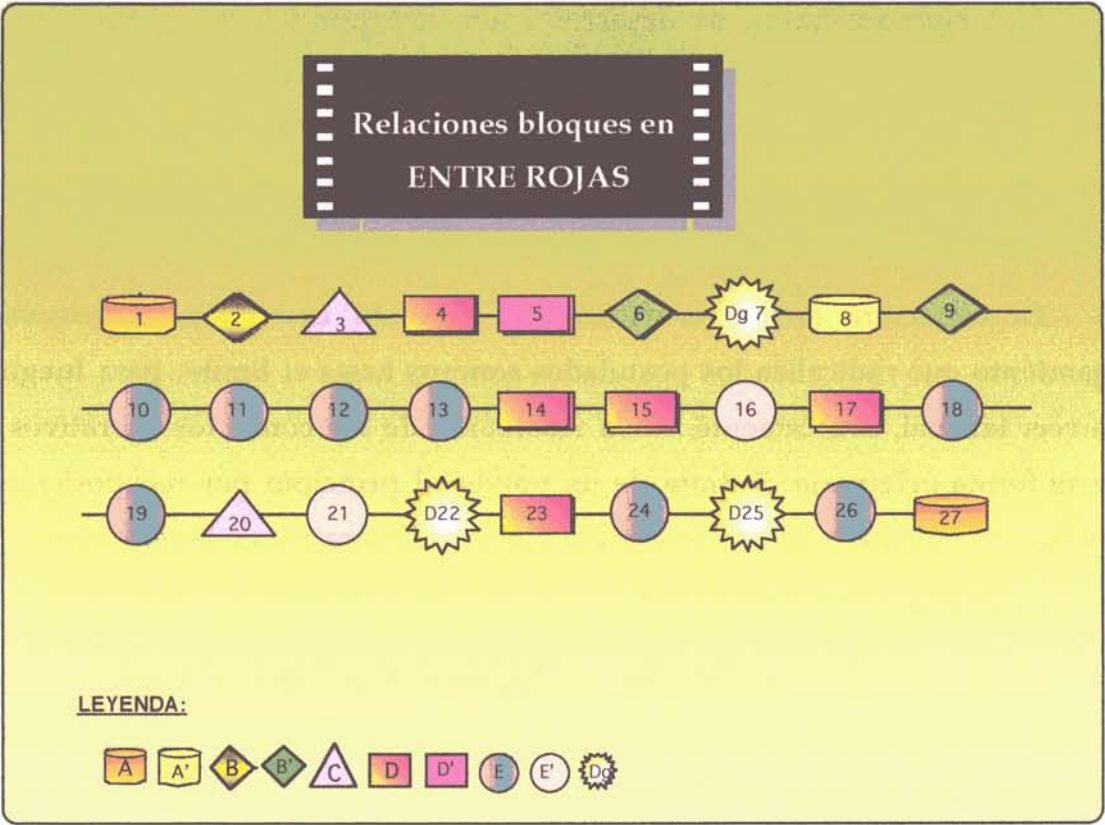 Relaciones bloques en
ENTRE ROJAS
1 2 3 4 5 6 Dg 7 8 9
10 11 12 13 14 15 16 17 18
19 20 21 D22 23 24 D25 26 27
LEYENDA:
A A' B B' C D D' E E' Dg